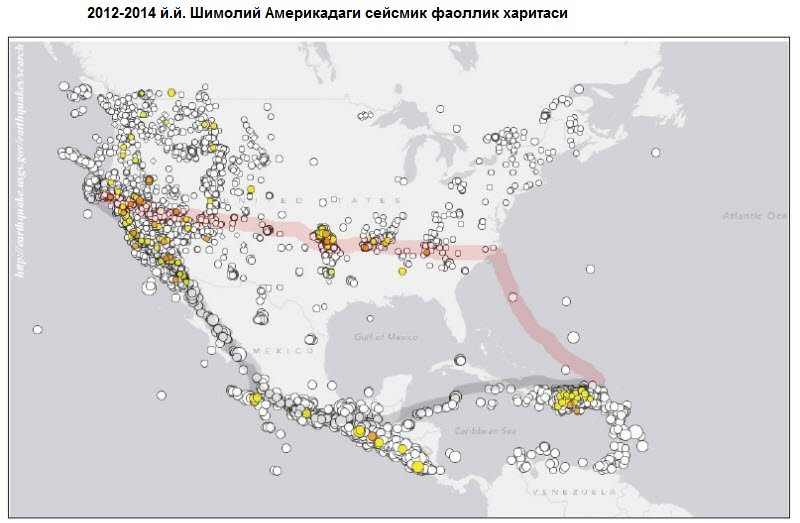 2012-2014 й.й. Шимолий Америкадаги сейсмик фаоллик харитаси
http://earthquake.usgs.gov/earthquakes/search
UNITED STATES
Atlantic Oce
Gulf of Mexico
MEXICO
Caribbean Sea
VENEZUELA